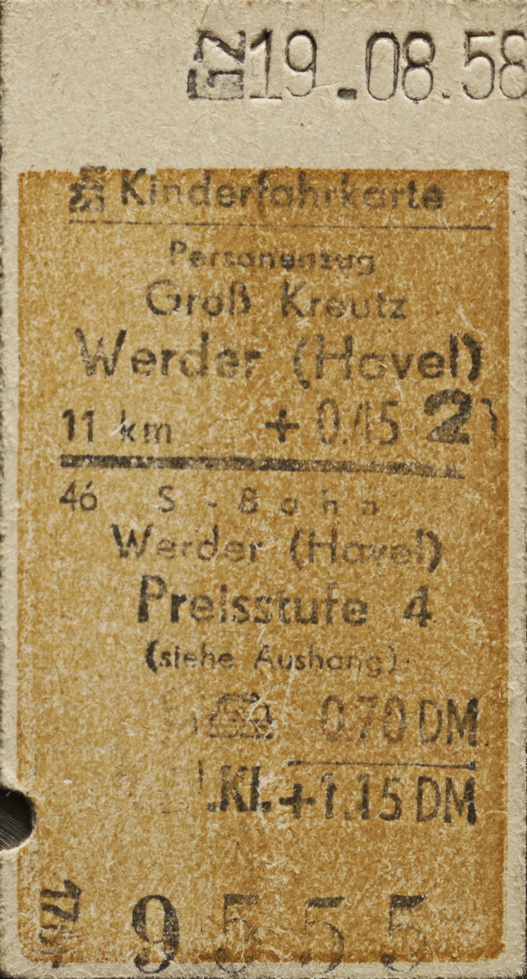 GZ 19.08.58
Kinderfahrkarte
Personenzug
Groß Kreutz
Werder (Havel)
11 km + 0.45 2
46 S-Bahn
Werder (Havel)
Preisstufe 4
(siehe Aushang)
0.70 DM
.Kl. + 1.15 DM
9555